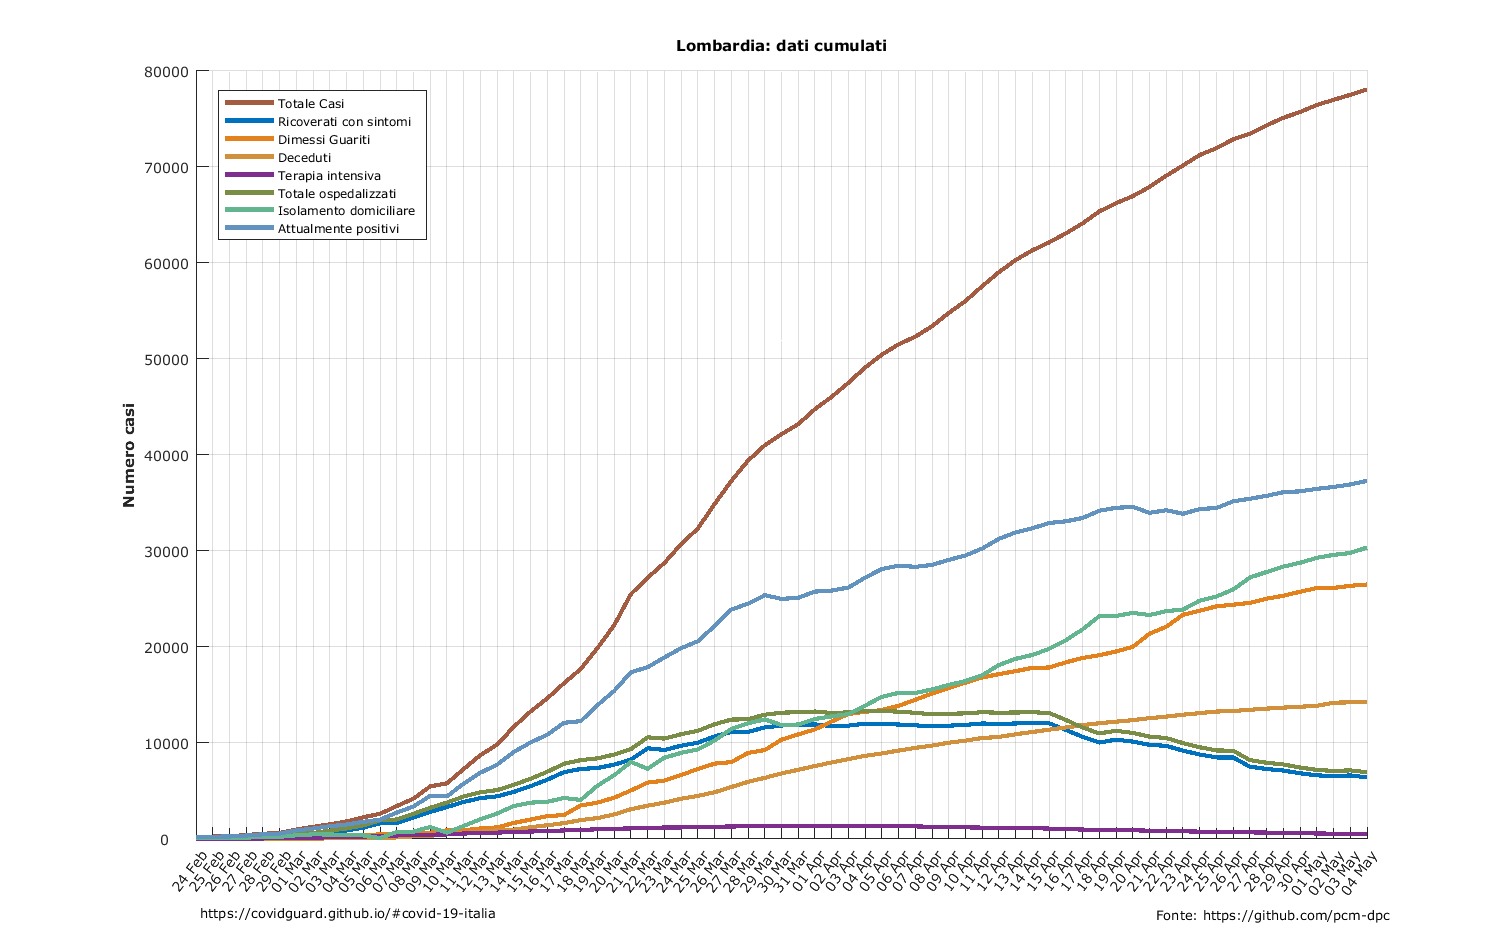 Lombardia: dati cumulati
80000
70000
60000
50000
40000
30000
20000
10000
0
Numero casi
Totale Casi
Ricoverati con sintomi
Dimessi Guariti
Deceduti
Terapia intensiva
Totale ospedalizzati
Isolamento domiciliare
Attualmente positivi
24 Feb
25 Feb
26 Feb
27 Feb
28 Feb
29 Feb
01 Mar
02 Mar
03 Mar
04 Mar
05 Mar
06 Mar
07 Mar
08 Mar
09 Mar
10 Mar
11 Mar
12 Mar
13 Mar
14 Mar
15 Mar
16 Mar
17 Mar
18 Mar
19 Mar
20 Mar
21 Mar
22 Mar
23 Mar
24 Mar
25 Mar
26 Mar
27 Mar
28 Mar
29 Mar
30 Mar
31 Mar
01 Apr
02 Apr
03 Apr
04 Apr
05 Apr
06 Apr
07 Apr
08 Apr
09 Apr
10 Apr
11 Apr
12 Apr
13 Apr
14 Apr
15 Apr
16 Apr
17 Apr
18 Apr
19 Apr
20 Apr
21 Apr
22 Apr
23 Apr
24 Apr
25 Apr
26 Apr
27 Apr
28 Apr
29 Apr
30 Apr
01 May
02 May
03 May
04 May
https://covidguard.github.io/#covid-19-italia
Fonte: https://github.com/pcm-dpc